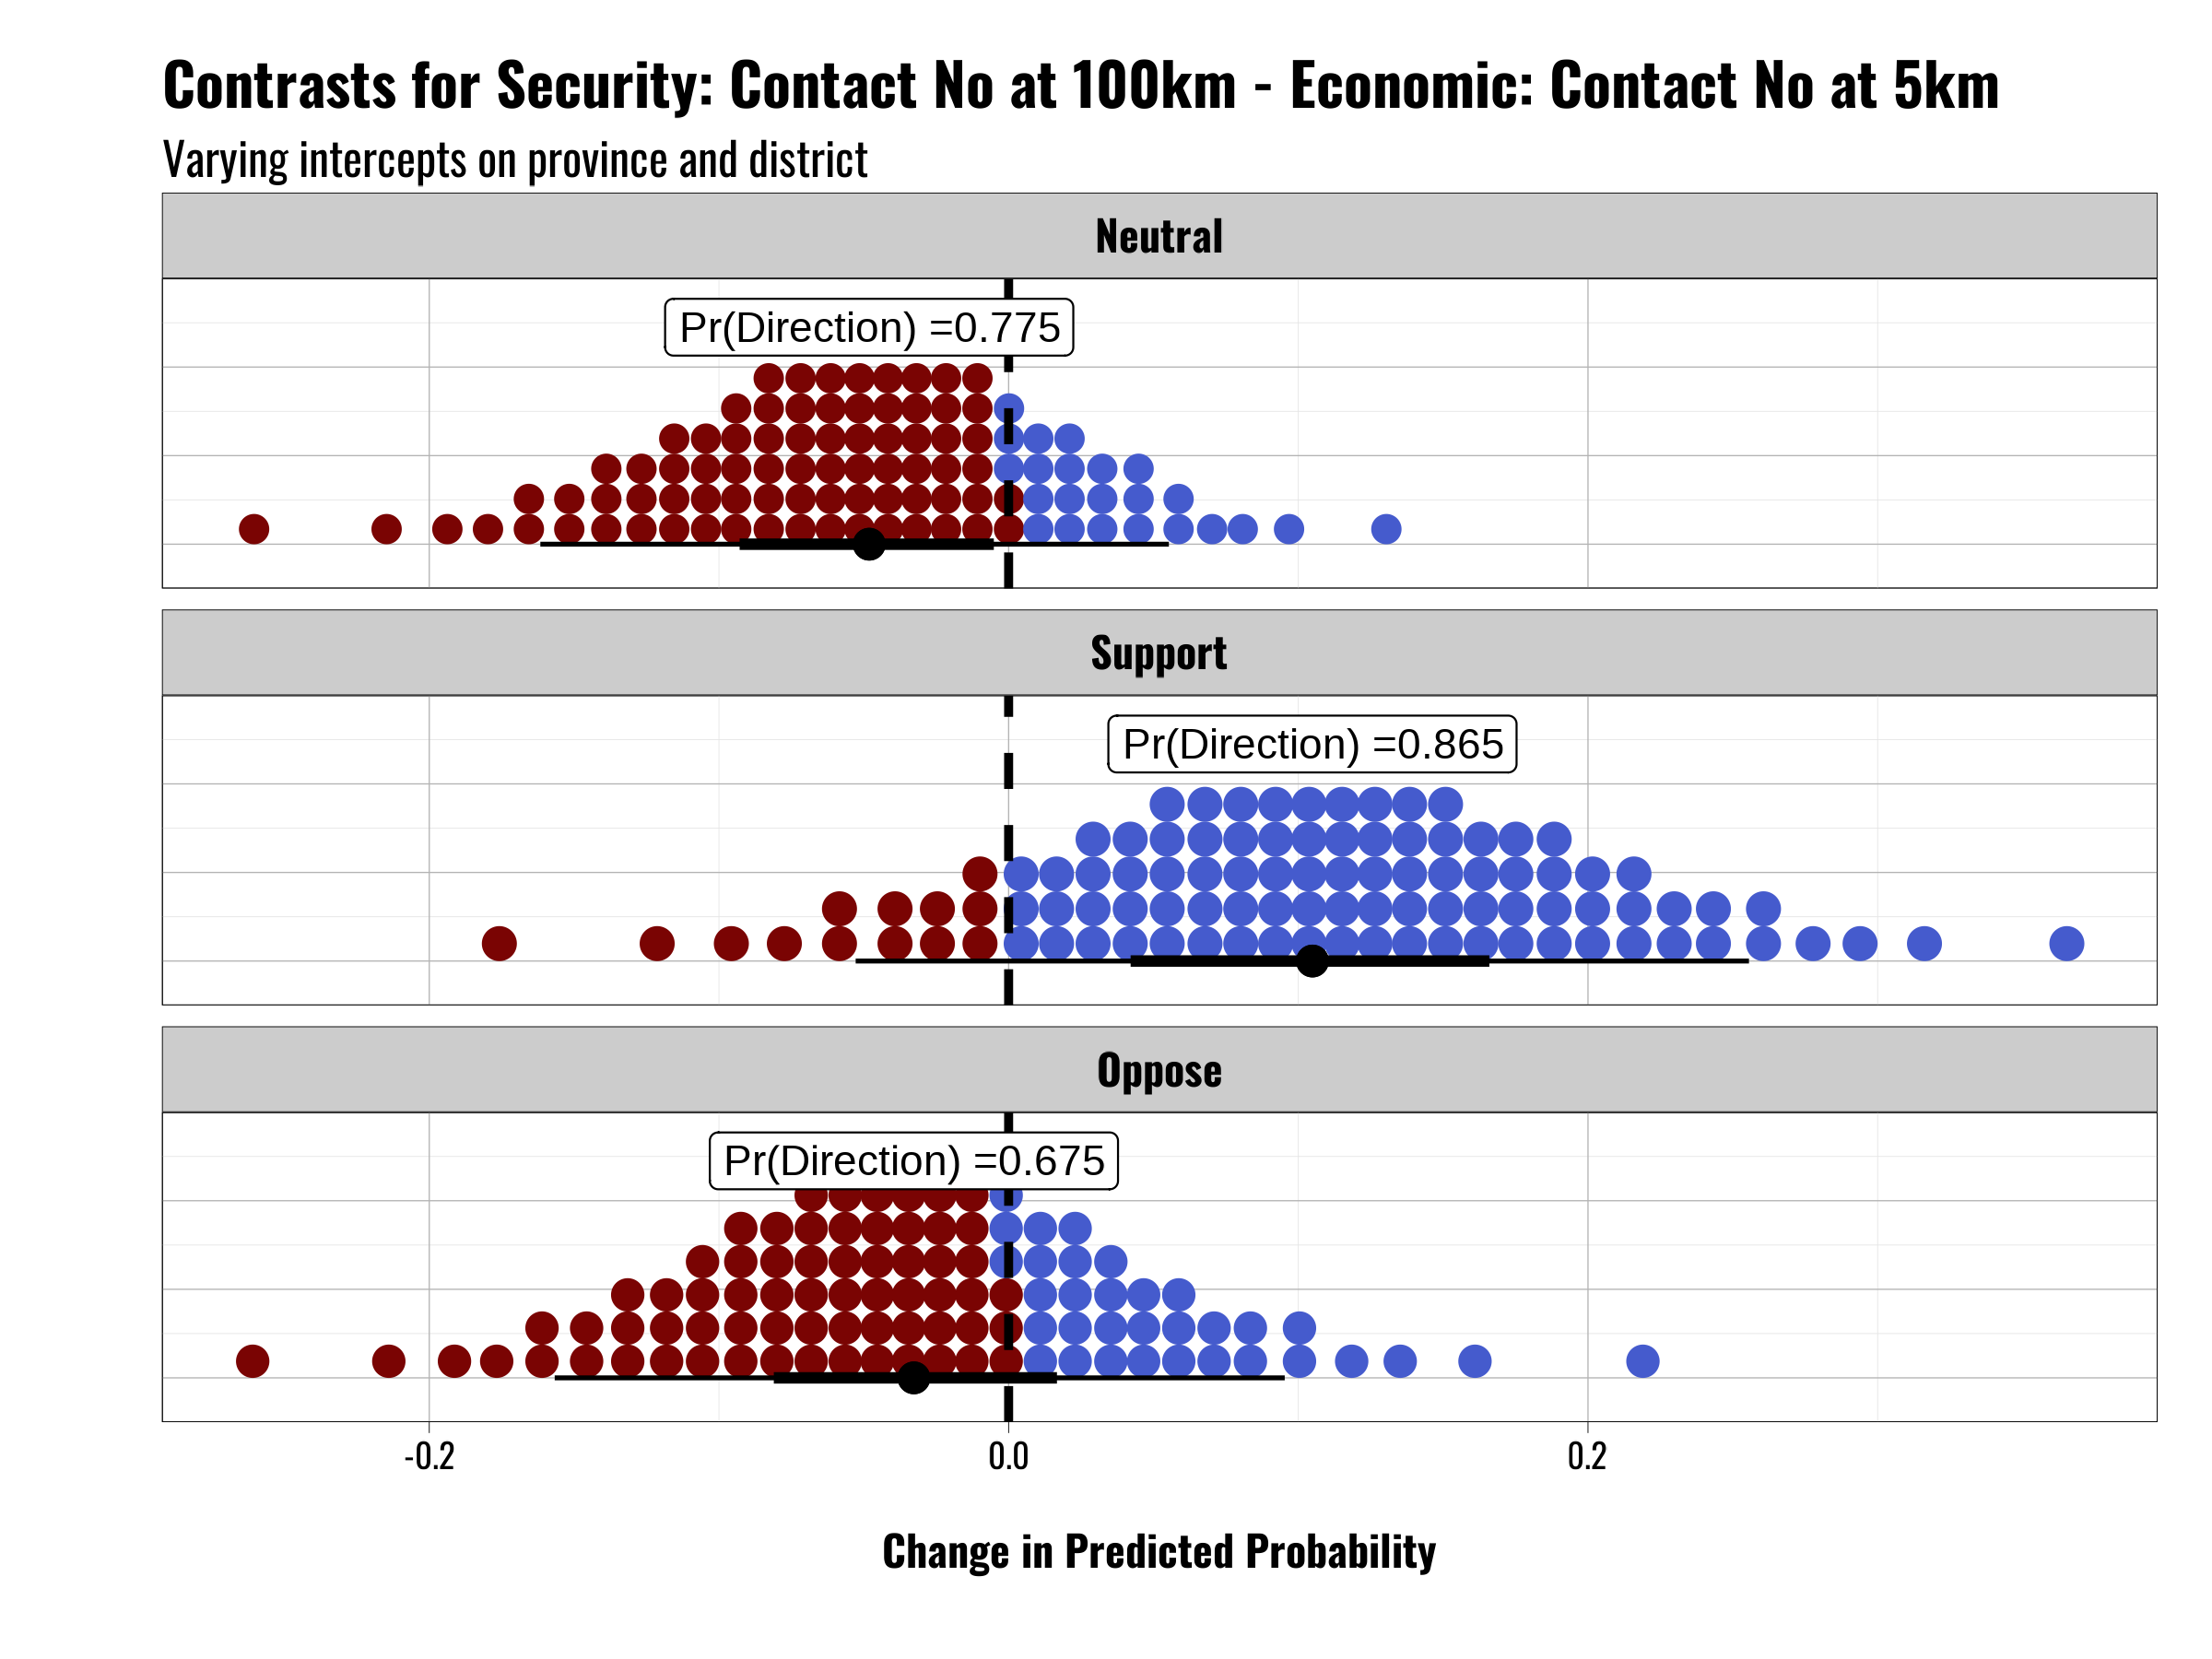 Contrasts for Security: Contact No at 100km - Economic: Contact No at 5km
Varying intercepts on province and district
Neutral
Pr(Direction) =0.775
Support
Pr(Direction) =0.865
Oppose
Pr(Direction) =0.675
-0.2 0.0 0.2
Change in Predicted Probability